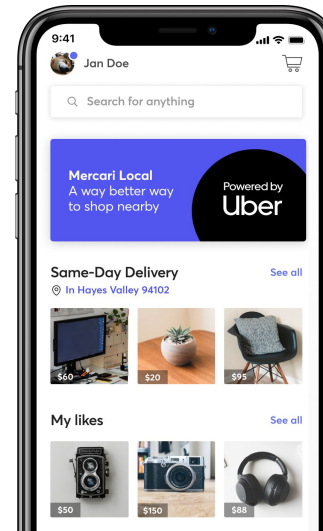 9:41
Jan Doe
Search for anything
Mercari Local
A way better way
to shop nearby
Powered by
Uber
Same-Day Delivery
See all
In Hayes Valley 94102
$60
$20
$95
My likes
See all
$50
$150
$88